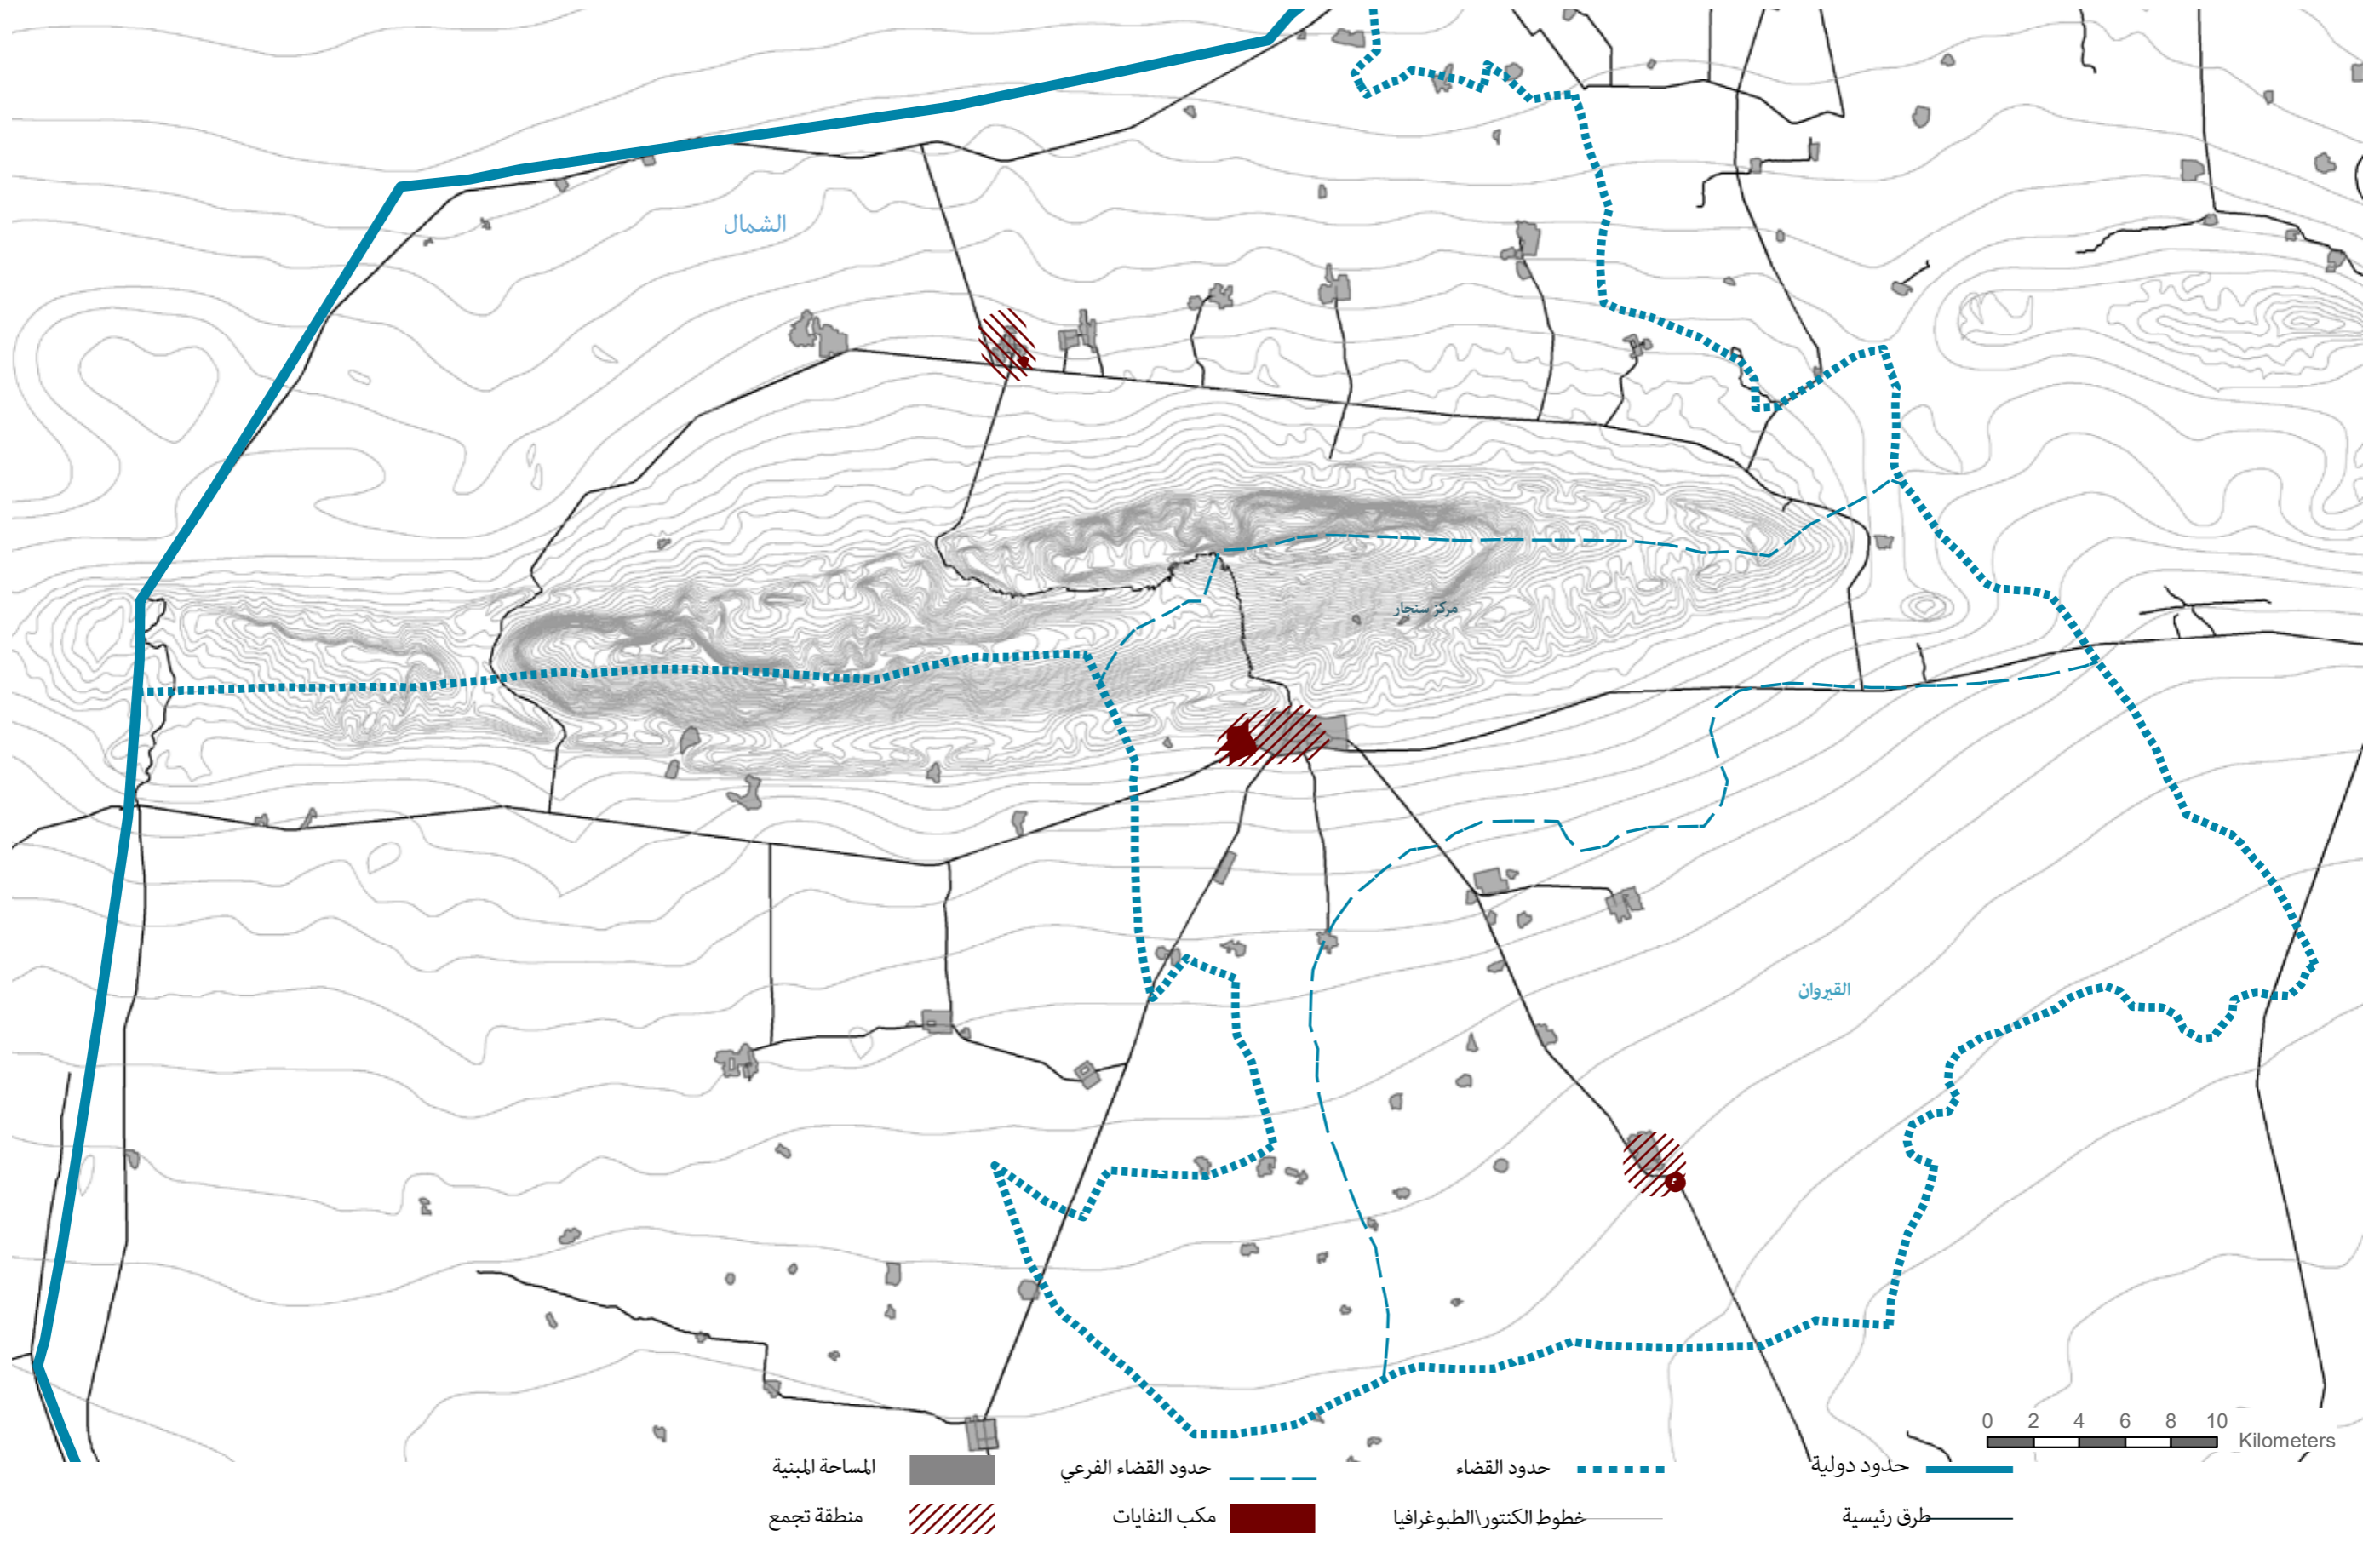 الشمال
مركز سنجار
القيروان
0 2 4 6 8 10
Kilometers
حدود دولية
حدود القضاء
حدود القضاء الفرعي
المساحة المبنية
طرق رئيسية
خطوط الكنتور\الطبوغرافيا
مكب النفايات
منطقة تجمع